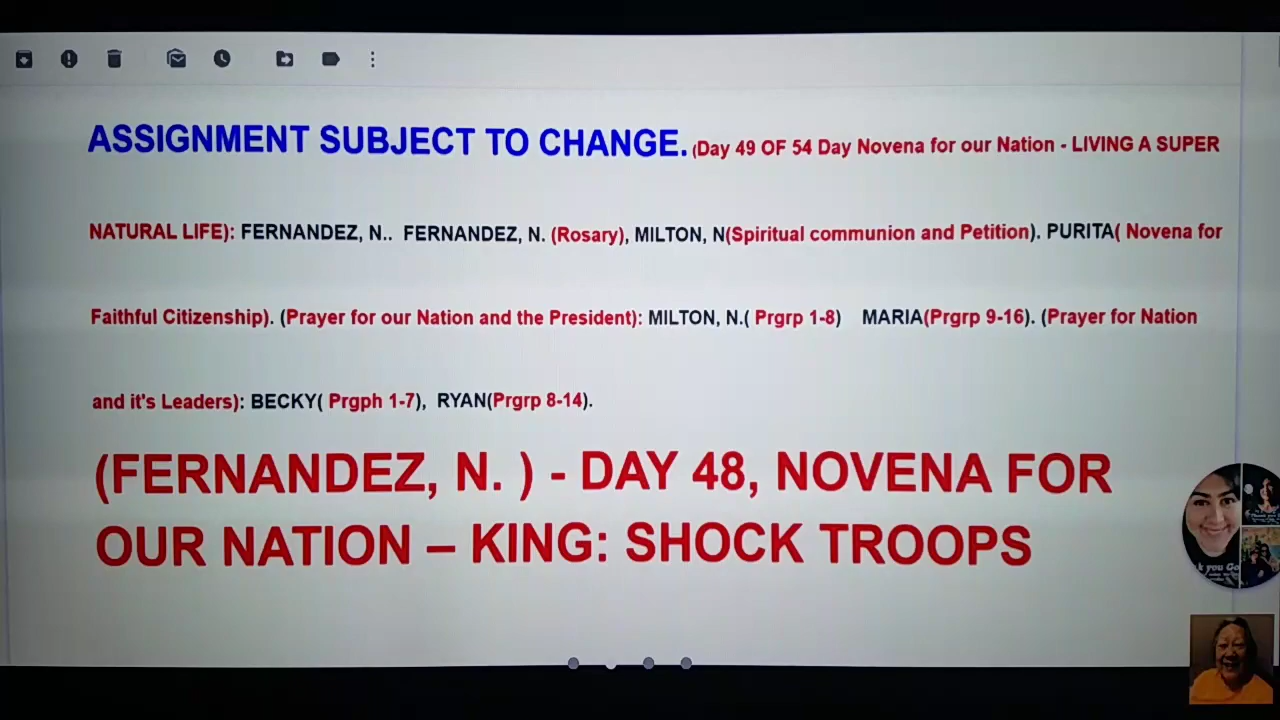 ASSIGNMENT SUBJECT TO CHANGE. (Day 49 OF 54 Day Novena for our Nation - LIVING A SUPER
NATURAL LIFE): FERNANDEZ, N.. FERNANDEZ, N. (Rosary), MILTON, N(Spiritual communion and Petition). PURITA( Novena for
Faithful Citizenship). (Prayer for our Nation and the President): MILTON, N.( Prgrp 1-8) MARIA(Prgrp 9-16). (Prayer for Nation
and it's Leaders): BECKY( Prgph 1-7), RYAN(Prgrp 8-14).
(FERNANDEZ, N. ) - DAY 48, NOVENA FOR
OUR NATION – KING: SHOCK TROOPS
k you Go